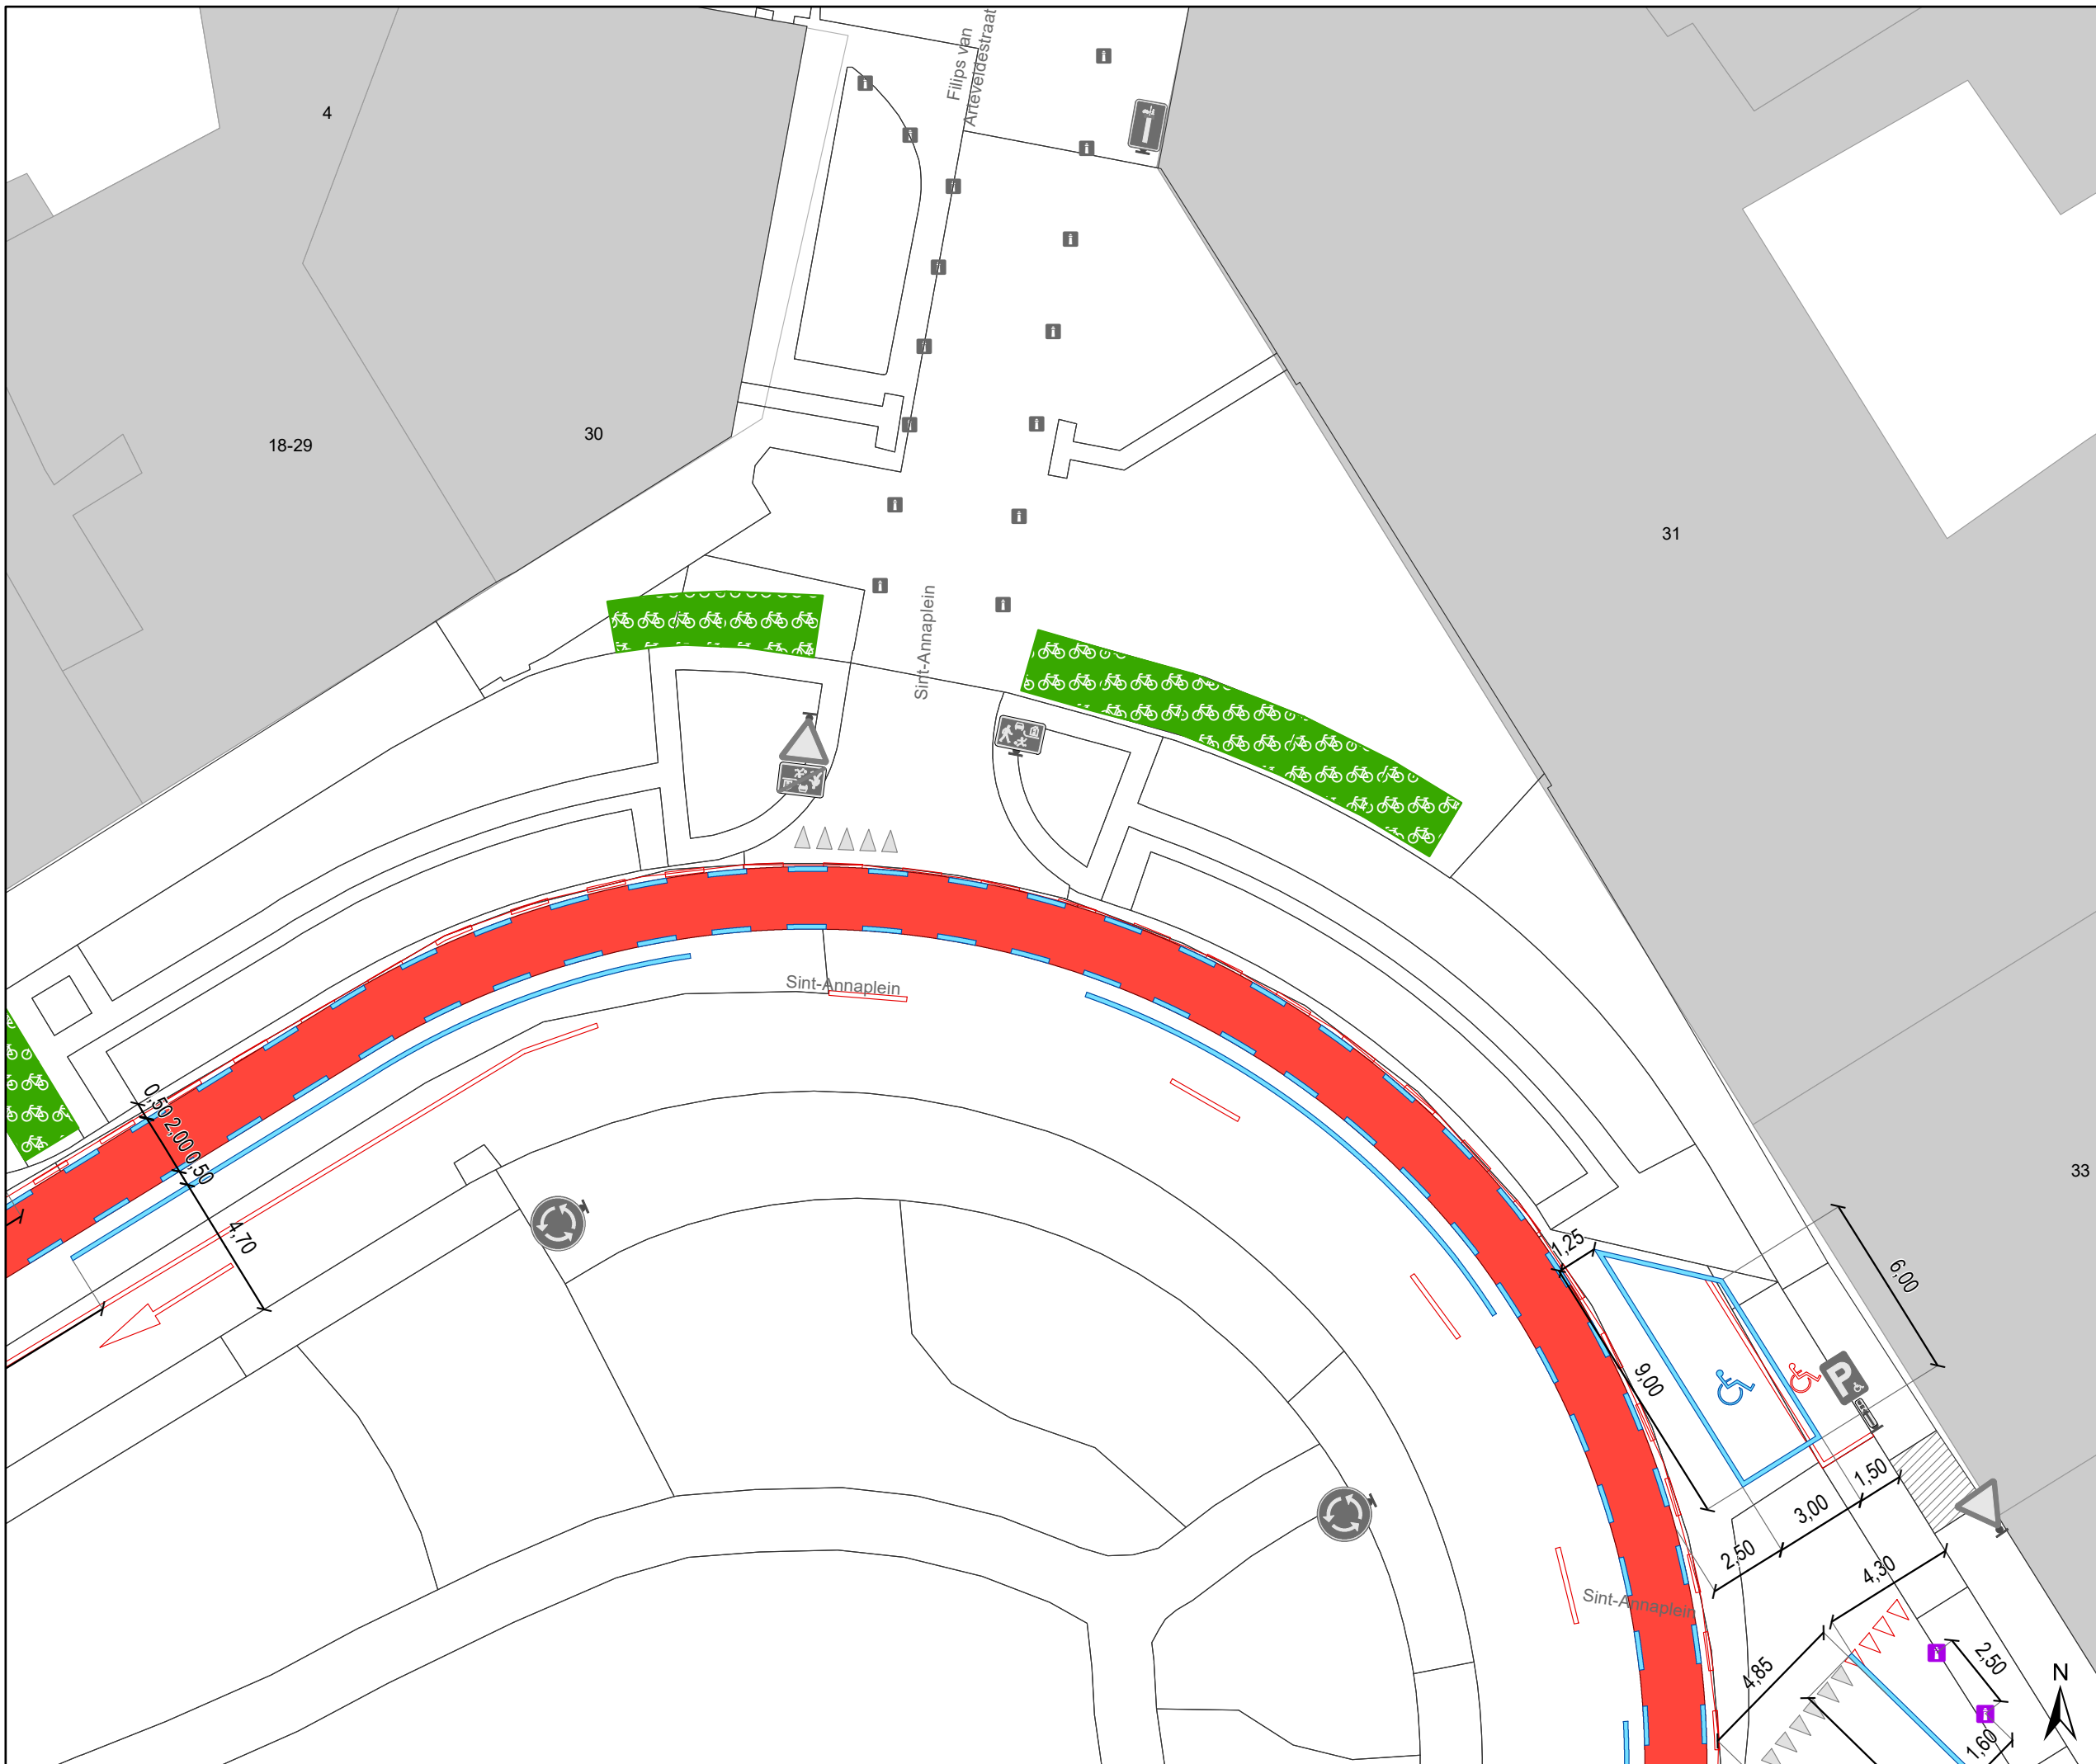 Filips van
Arteveldestraat
4
18-29
30
31
Sint-Annaplein
Sint-Annaplein
33
0,50
2,00
0,50
4,70
1,25
6,00
9,00
P
1,50
3,00
2,50
4,30
Sint-Annaplein
4,85
2,50
1,60
N